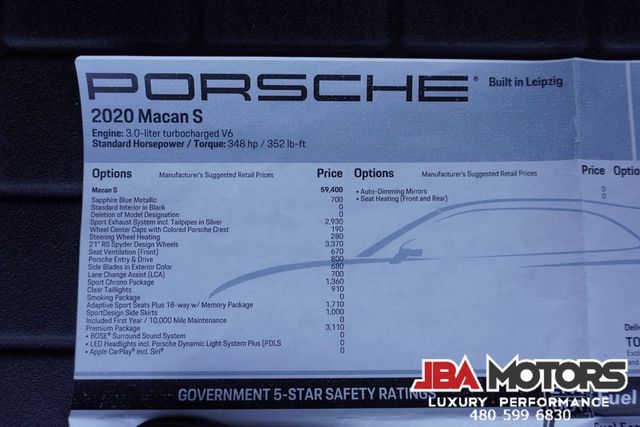 PORSCHE®
Built in Leipzig
2020 Macan S
Engine: 3.0-liter turbocharged V6
Standard Horsepower / Torque: 348 hp / 352 lb-ft
Options Manufacturer's Suggested Retail Prices Price
Macan S 59,400
Sapphire Blue Metallic 700
Standard Interior in Black 0
Deletion of Model Designation 0
Sport Exhaust System incl. Tailpipes in Silver 2,930
Wheel Center Caps with Colored Porsche Crest 190
Steering Wheel Heating 280
21" RS Spyder Design Wheels 3,370
Seat Ventilation (Front) 670
Porsche Entry & Drive 800
Side Blades in Exterior Color 680
Lane Change Assist (LCA) 700
Sport Chrono Package 1,360
Clear Taillights 910
Smoking Package 0
Adaptive Sport Seats Plus 18-way w/ Memory Package 1,710
SportDesign Side Skirts 1,000
Included First Year / 10,000 Mile Maintenance 0
Premium Package 3,110
• BOSE® Surround Sound System 0
• LED Headlights incl. Porsche Dynamic Light System Plus (PDLS 0
• Apple CarPlay® incl. Siri® 0
Options Manufacturer's Suggested Retail Prices Price
• Auto-Dimming Mirrors 0
• Seat Heating (Front and Rear) 0
Optio
Deliv
TO
GOVERNMENT 5-STAR SAFETY RATINGS
Fuel
JBA MOTORS
LUXURY PERFORMANCE
480 599 6830